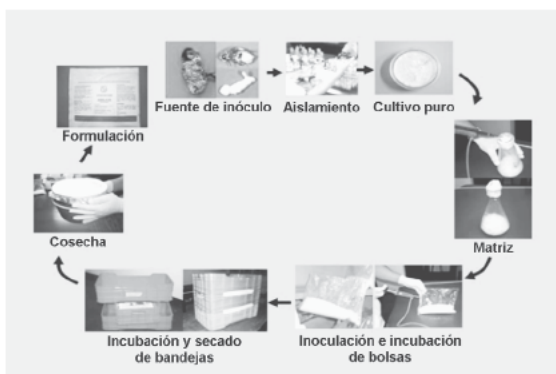 Fuente de inóculo
Aislamiento
Cultivo puro
Matriz
Inoculación e incubación
de bolsas
Incubación y secado
de bandejas
Cosecha
Formulación